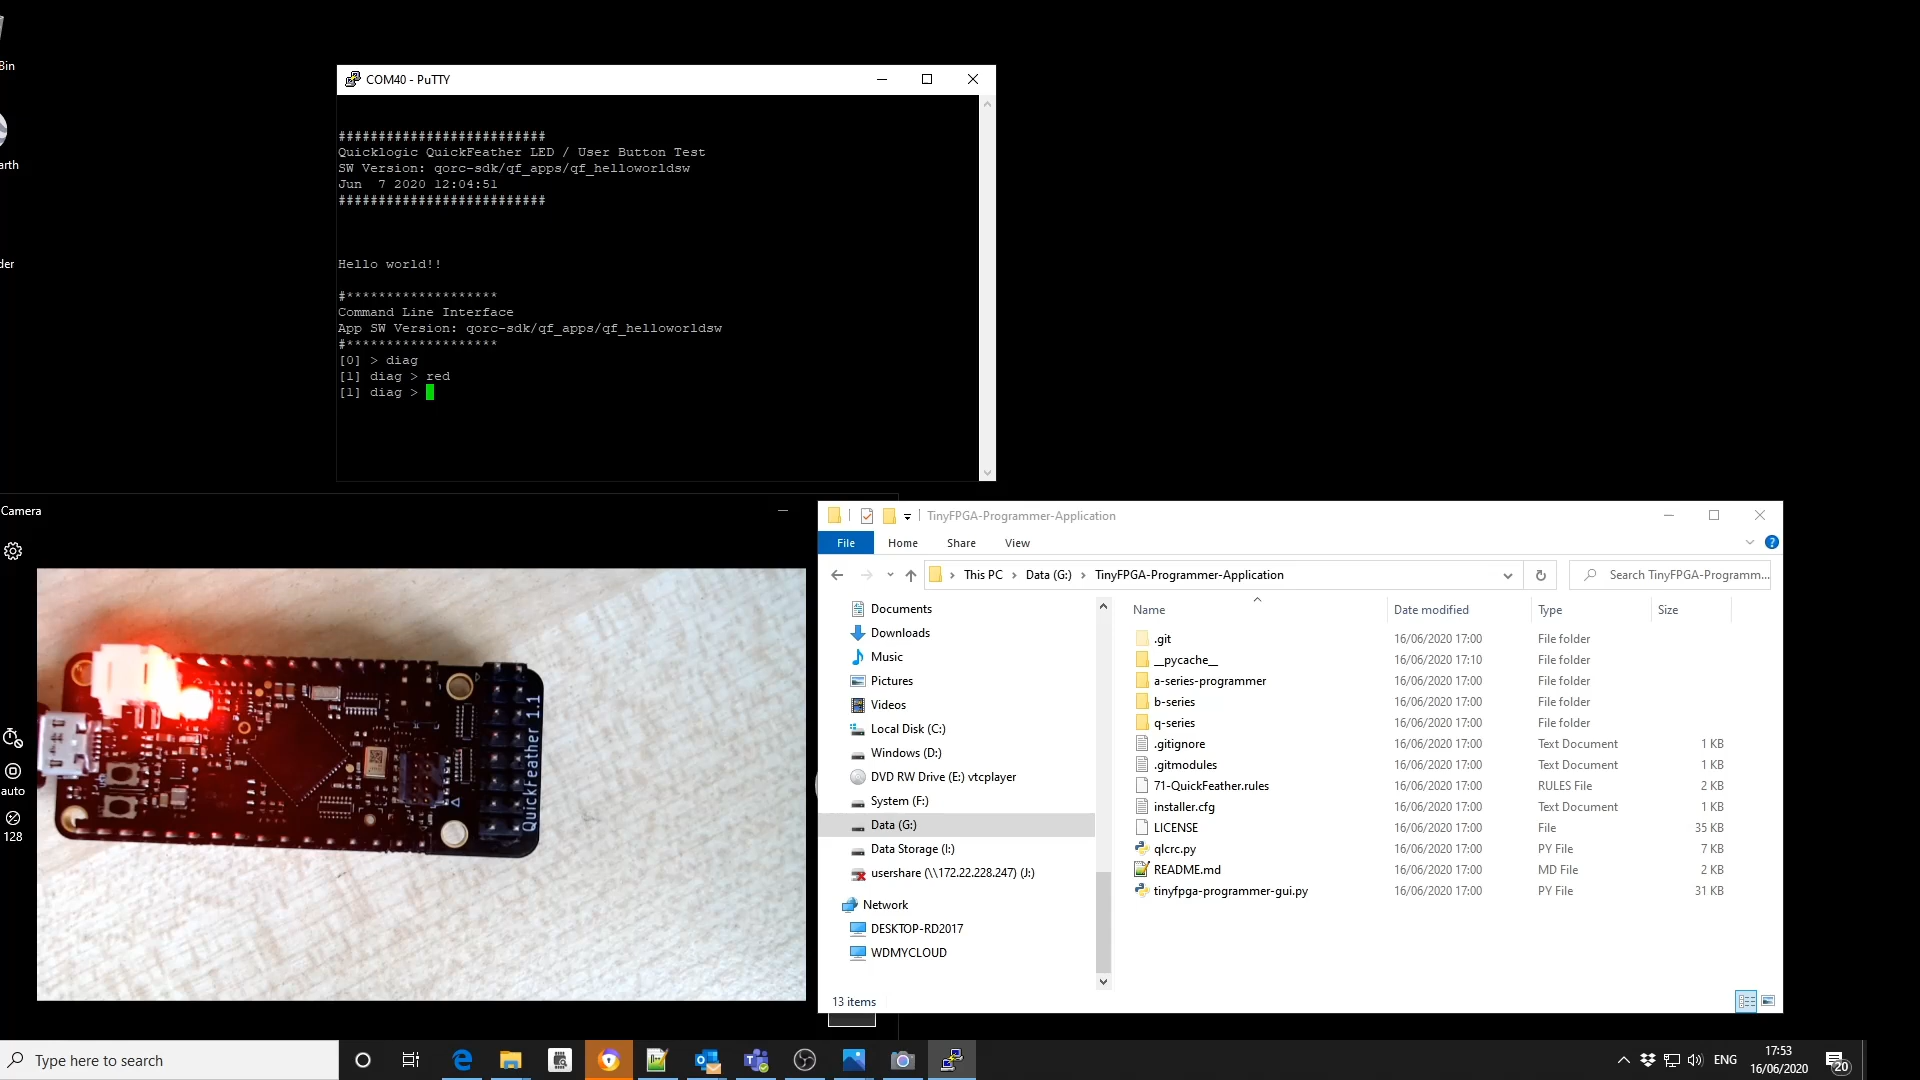 Bin
arth
der
COM40 - PuTTY
##########################
Quicklogic QuickFeather LED / User Button Test
SW Version: qorc-sdk/qf_apps/qf_helloworldsw
Jun  7 2020 12:04:51
##########################
Hello world!!
#*******************
Command Line Interface
App SW Version: qorc-sdk/qf_apps/qf_helloworldsw
#*******************
[0] > diag
[1] diag > red
[1] diag >
Camera
auto
128
QuickFeather 1.1
TinyFPGA-Programmer-Application
File Home Share View
This PC > Data (G:) > TinyFPGA-Programmer-Application
Search TinyFPGA-Programm...
Documents
Downloads
Music
Pictures
Videos
Local Disk (C:)
Windows (D:)
DVD RW Drive (E:) vtcplayer
System (F:)
Data (G:)
Data Storage (I:)
usershare (\\172.22.228.247) (J:)
Network
DESKTOP-RD2017
WDMYCLOUD
Name Date modified Type Size
.git 16/06/2020 17:00 File folder
__pycache__ 16/06/2020 17:10 File folder
a-series-programmer 16/06/2020 17:00 File folder
b-series 16/06/2020 17:00 File folder
q-series 16/06/2020 17:00 File folder
.gitignore 16/06/2020 17:00 Text Document 1 KB
.gitmodules 16/06/2020 17:00 Text Document 1 KB
71-QuickFeather.rules 16/06/2020 17:00 RULES File 2 KB
installer.cfg 16/06/2020 17:00 Text Document 1 KB
LICENSE 16/06/2020 17:00 File 35 KB
qlcrc.py 16/06/2020 17:00 PY File 7 KB
README.md 16/06/2020 17:00 MD File 2 KB
tinyfpga-programmer-gui.py 16/06/2020 17:00 PY File 31 KB
13 items
Type here to search
ENG
17:53
16/06/2020
20